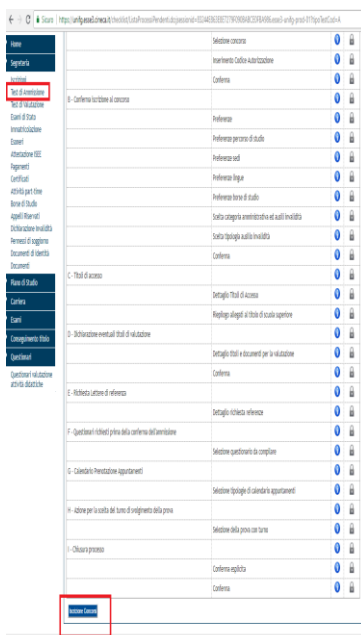 Sicuro
Home
Segreteria
Iscrizioni
Test di Ammissione
Test di Valutazione
Esami di Stato
Immatricolazione
Esoneri
Attestazione ISEE
Pagamenti
Certificati
Attività part-time
Borse di Studio
Appelli Riservati
Dichiarazione Invalidità
Permessi di soggiorno
Documenti di identità
Documenti
Piano di Studio
Carriera
Esami
Conseguimento titolo
Questionari
Questionari valutazione
attività didattiche
Selezione concorso
Inserimento Codice Autorizzazione
Conferma
B - Conferma iscrizione al concorso
Preferenze
Preferenze percorso di studio
Preferenze sedi
Preferenze lingue
Preferenze borse di studio
Scelta categoria amministrativa ed ausili invalidità
Scelta tipologia ausilio invalidità
Conferma
C - Titoli di accesso
Dettaglio Titoli di Accesso
Riepilogo allegati al titolo di scuola superiore
D - Dichiarazione eventuali titoli di valutazione
Dettaglio titoli e documenti per la valutazione
Conferma
E - Richiesta Lettere di referenza
Dettaglio richiesta referenze
F - Questionari richiesti prima della conferma dell'ammissione
Selezione questionario da compilare
G - Calendario Prenotazione Appuntamenti
Selezione tipologie di calendario appuntamenti
H - azione per la scelta del turno di svolgimento della prova
Selezione della prova con turno
I - Chiusura processo
Conferma esplicita
Conferma
Iscrizione Concorsi